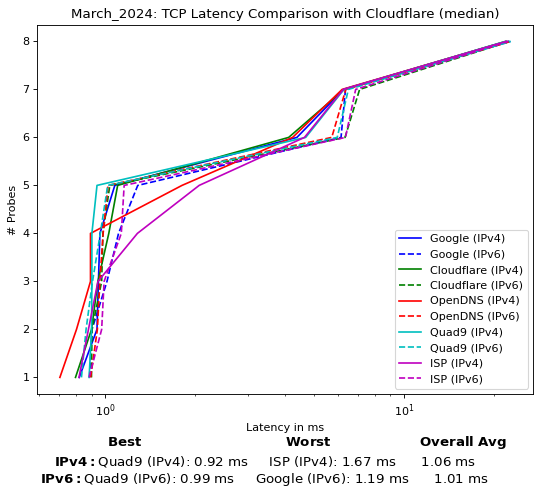 March_2024: TCP Latency Comparison with Cloudflare (median)
8
7
6
5
4
3
2
1
# Probes
Google (IPv4)
Google (IPv6)
Cloudflare (IPv4)
Cloudflare (IPv6)
OpenDNS (IPv4)
OpenDNS (IPv6)
Quad9 (IPv4)
Quad9 (IPv6)
ISP (IPv4)
ISP (IPv6)
10⁰ 10¹
Latency in ms
Best Worst Overall Avg
IPv4: Quad9 (IPv4): 0.92 ms ISP (IPv4): 1.67 ms 1.06 ms
IPv6: Quad9 (IPv6): 0.99 ms Google (IPv6): 1.19 ms 1.01 ms